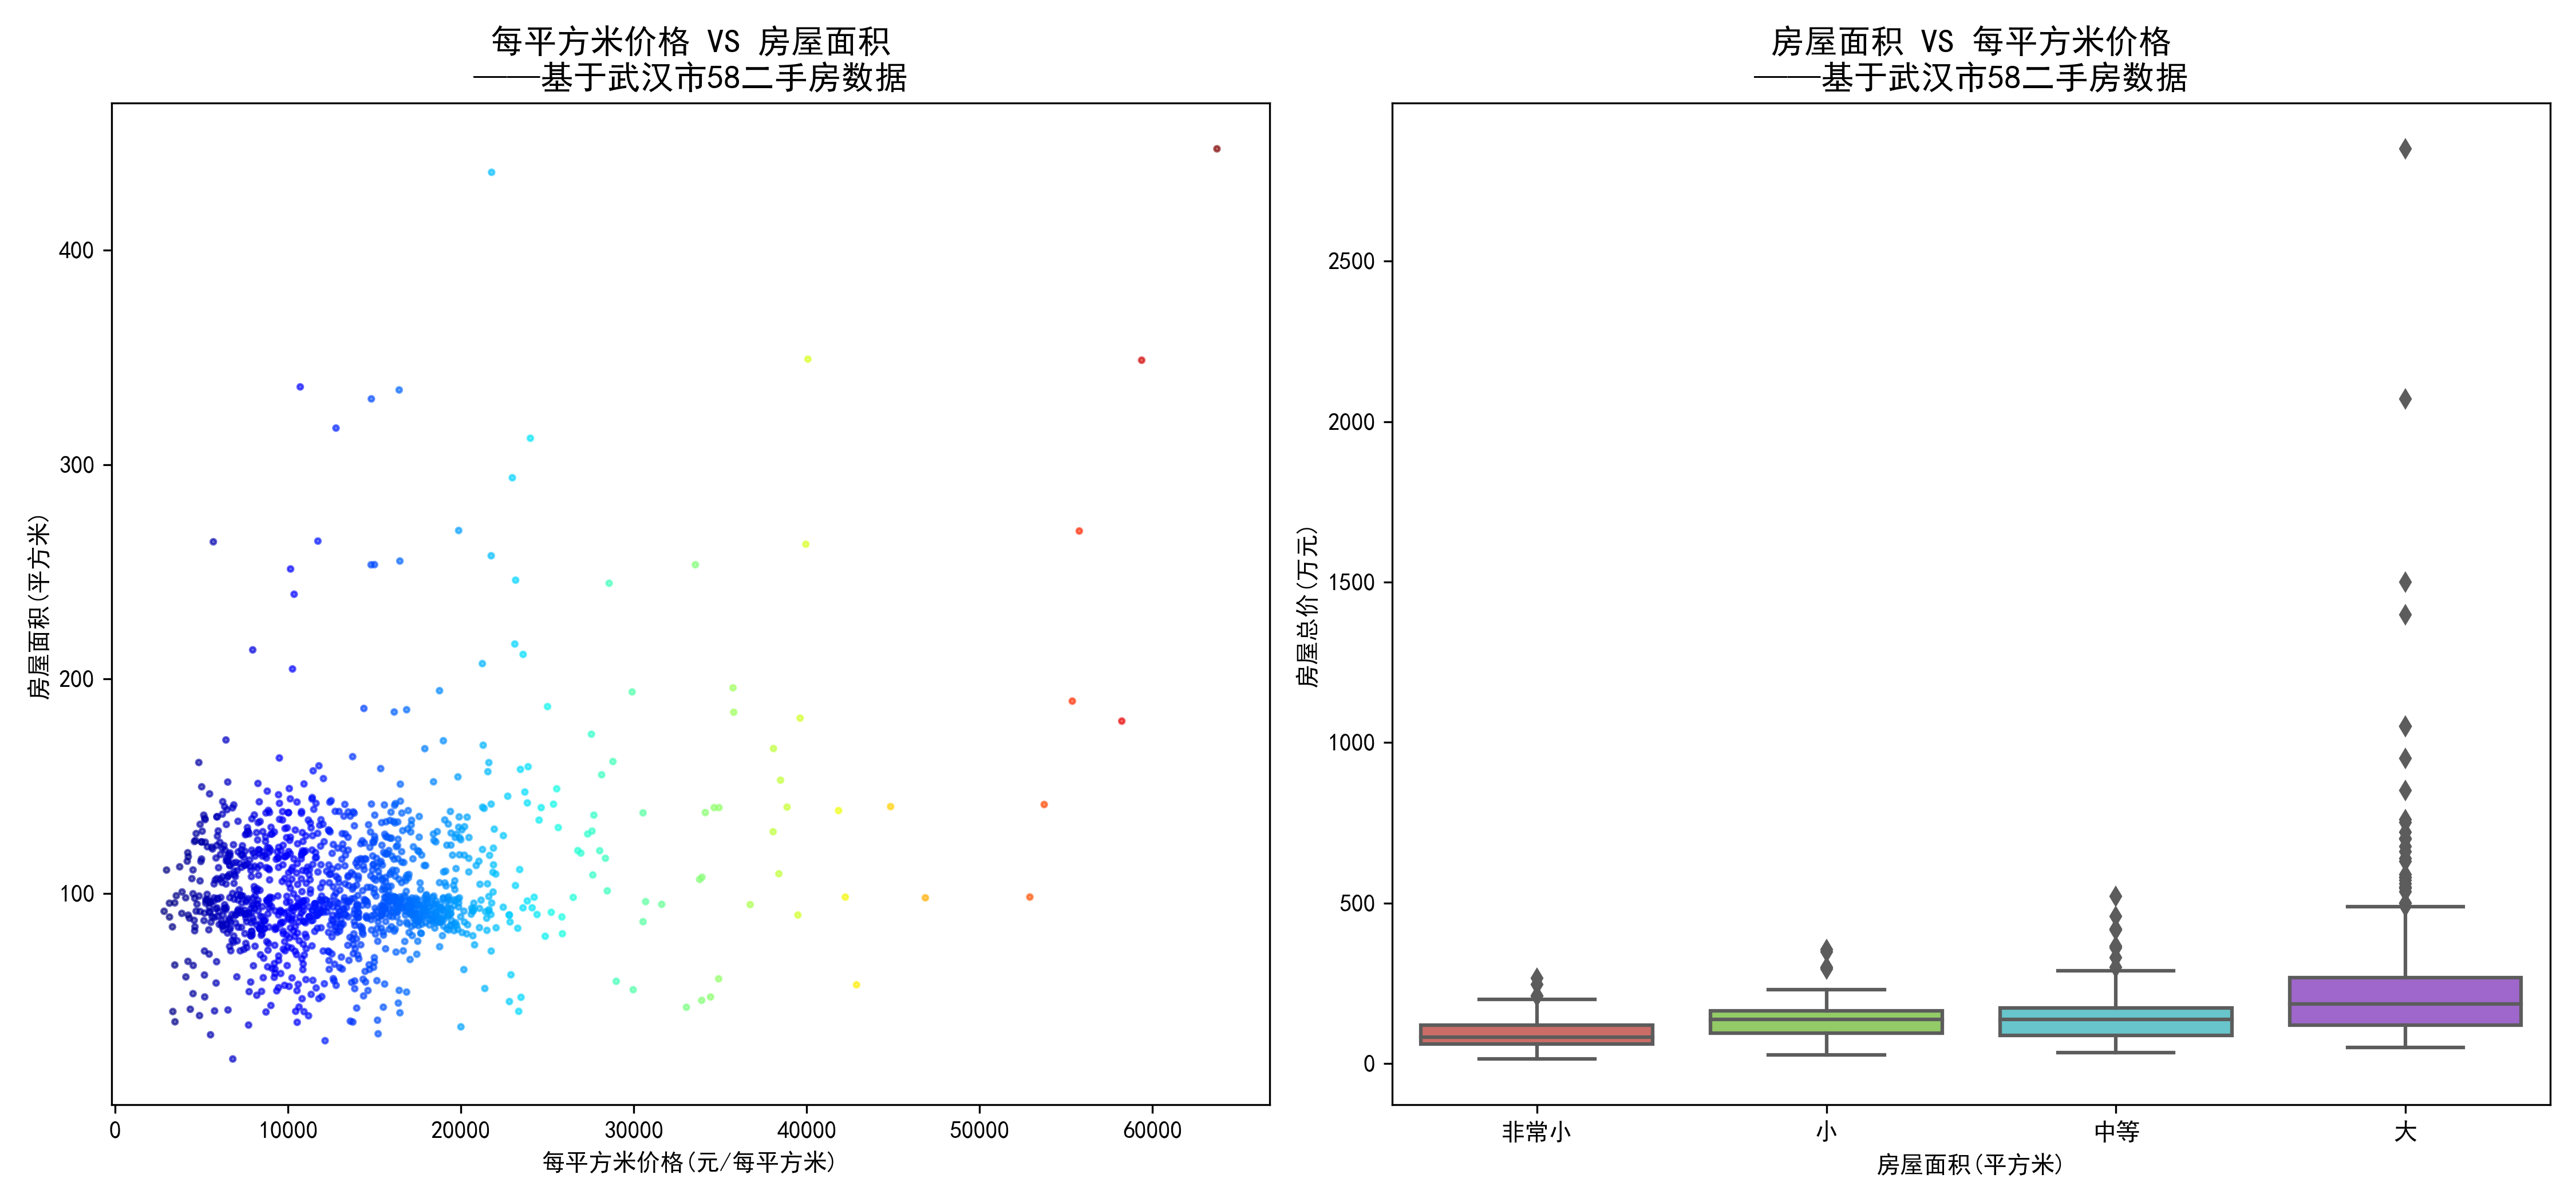 每平方米价格 VS 房屋面积
——基于武汉市58二手房数据
房屋面积(平方米)
400
300
200
100
0
10000
20000
30000
40000
50000
60000
每平方米价格(元/每平方米)
房屋面积 VS 每平方米价格
——基于武汉市58二手房数据
房屋总价(万元)
2500
2000
1500
1000
500
0
非常小
小
中等
大
房屋面积(平方米)